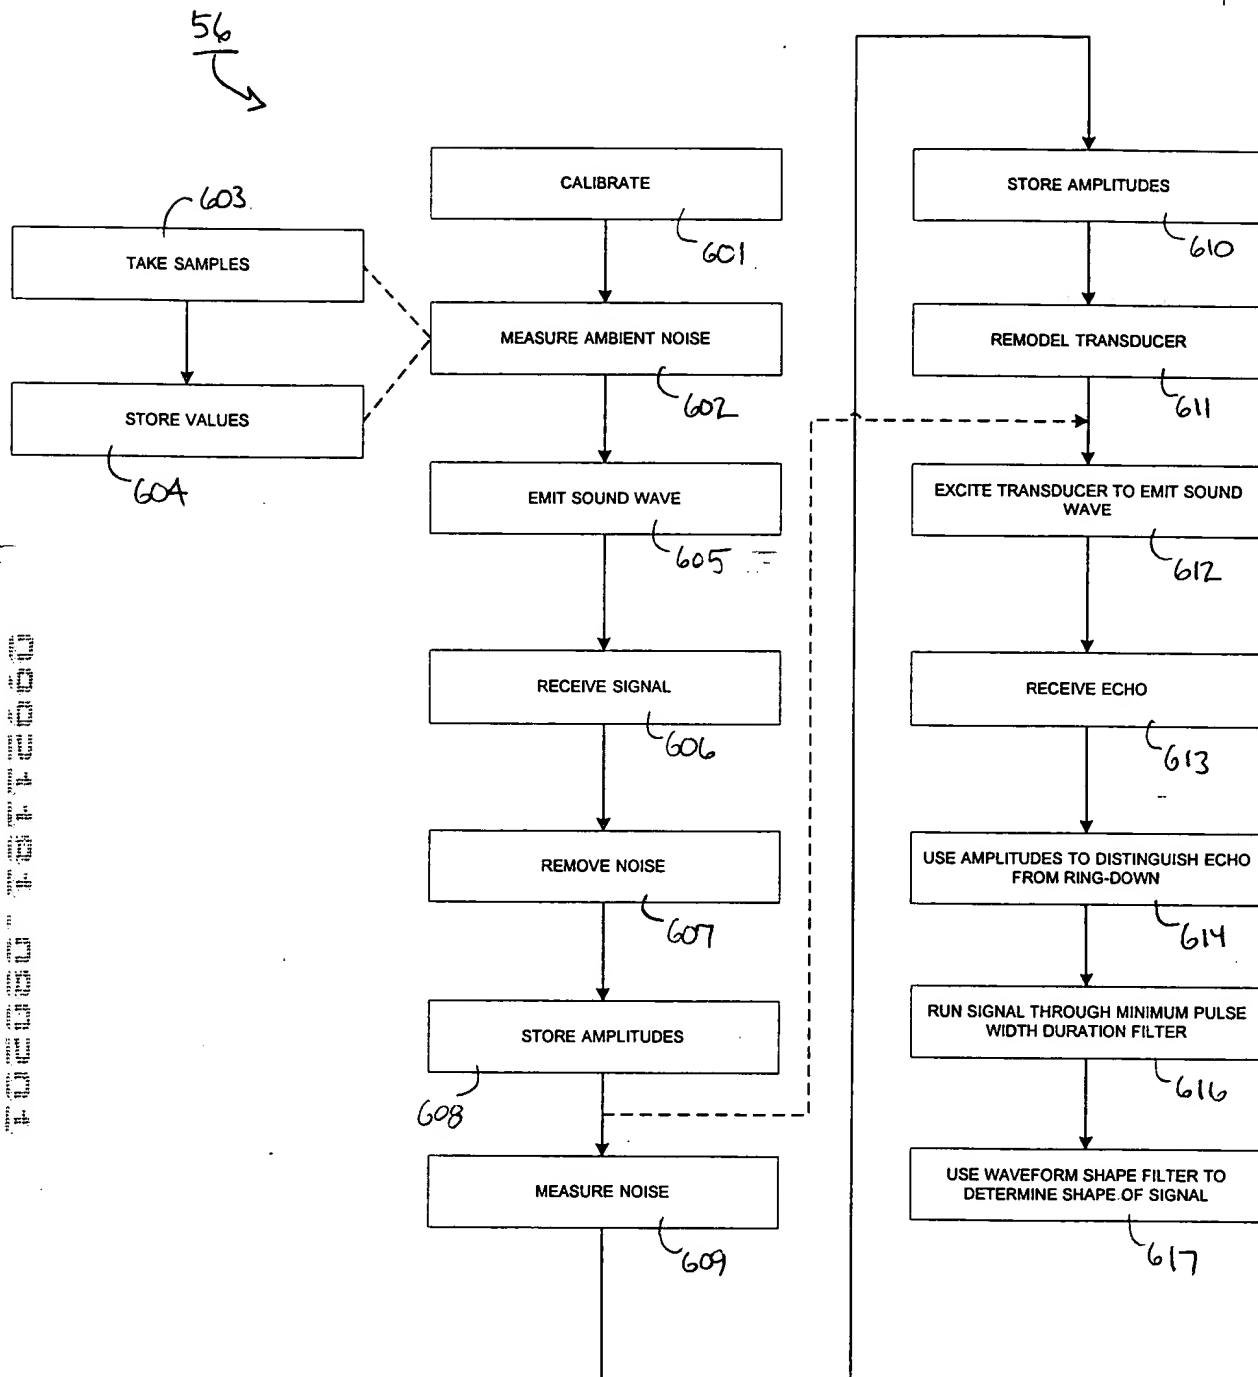 56
603
TAKE SAMPLES
STORE VALUES
604
CALIBRATE
601
MEASURE AMBIENT NOISE
602
EMIT SOUND WAVE
605
RECEIVE SIGNAL
606
REMOVE NOISE
607
STORE AMPLITUDES
608
MEASURE NOISE
609
STORE AMPLITUDES
610
REMODEL TRANSDUCER
611
EXCITE TRANSDUCER TO EMIT SOUND
WAVE
612
RECEIVE ECHO
613
USE AMPLITUDES TO DISTINGUISH ECHO
FROM RING-DOWN
614
RUN SIGNAL THROUGH MINIMUM PULSE
WIDTH DURATION FILTER
616
USE WAVEFORM SHAPE FILTER TO
DETERMINE SHAPE OF SIGNAL
617